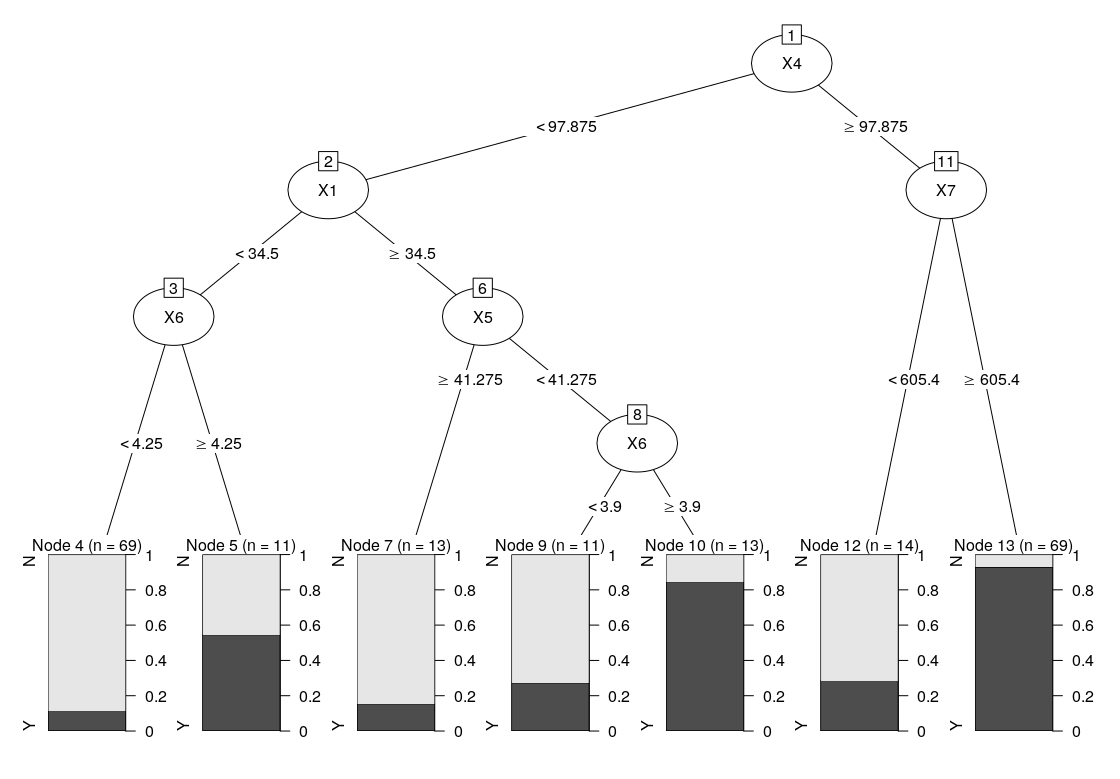 1
X4
< 97.875
≥ 97.875
2
X1
11
X7
< 34.5
≥ 34.5
3
X6
6
X5
≥ 41.275
< 41.275
< 605.4
≥ 605.4
8
X6
< 4.25
≥ 4.25
< 3.9
≥ 3.9
Node 4 (n = 69)
N
Y
1
0.8
0.6
0.4
0.2
0
Node 5 (n = 11)
N
Y
1
0.8
0.6
0.4
0.2
0
Node 7 (n = 13)
N
Y
1
0.8
0.6
0.4
0.2
0
Node 9 (n = 11)
N
Y
1
0.8
0.6
0.4
0.2
0
Node 10 (n = 13)
N
Y
1
0.8
0.6
0.4
0.2
0
Node 12 (n = 14)
N
Y
1
0.8
0.6
0.4
0.2
0
Node 13 (n = 69)
N
Y
1
0.8
0.6
0.4
0.2
0